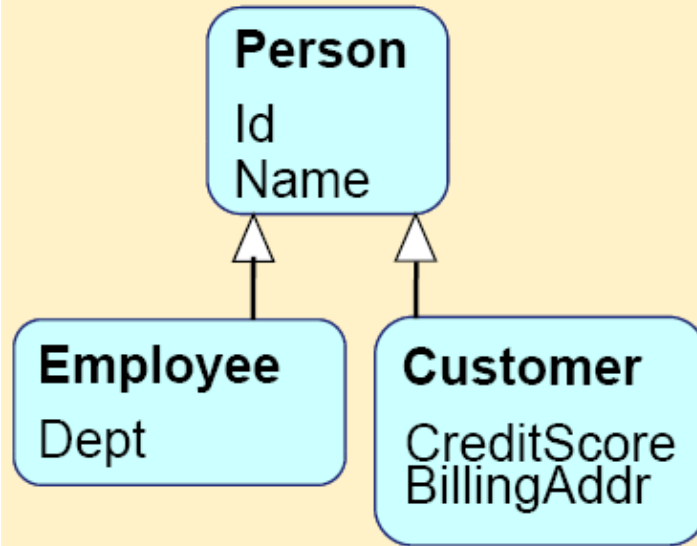 Person
Id
Name
Employee
Dept
Customer
CreditScore
BillingAddr